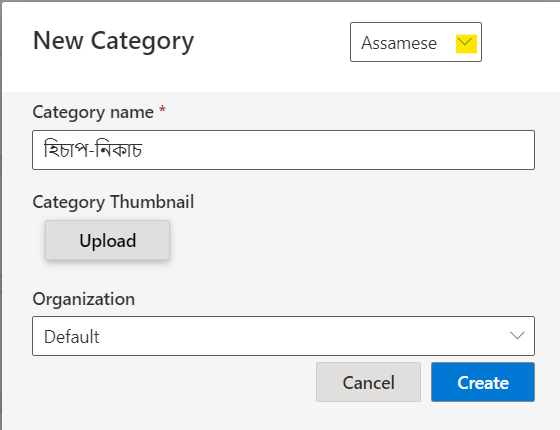 New Category
Assamese
Category name *
হিচাপ-নিকাচ
Category Thumbnail
Upload
Organization
Default
Cancel
Create